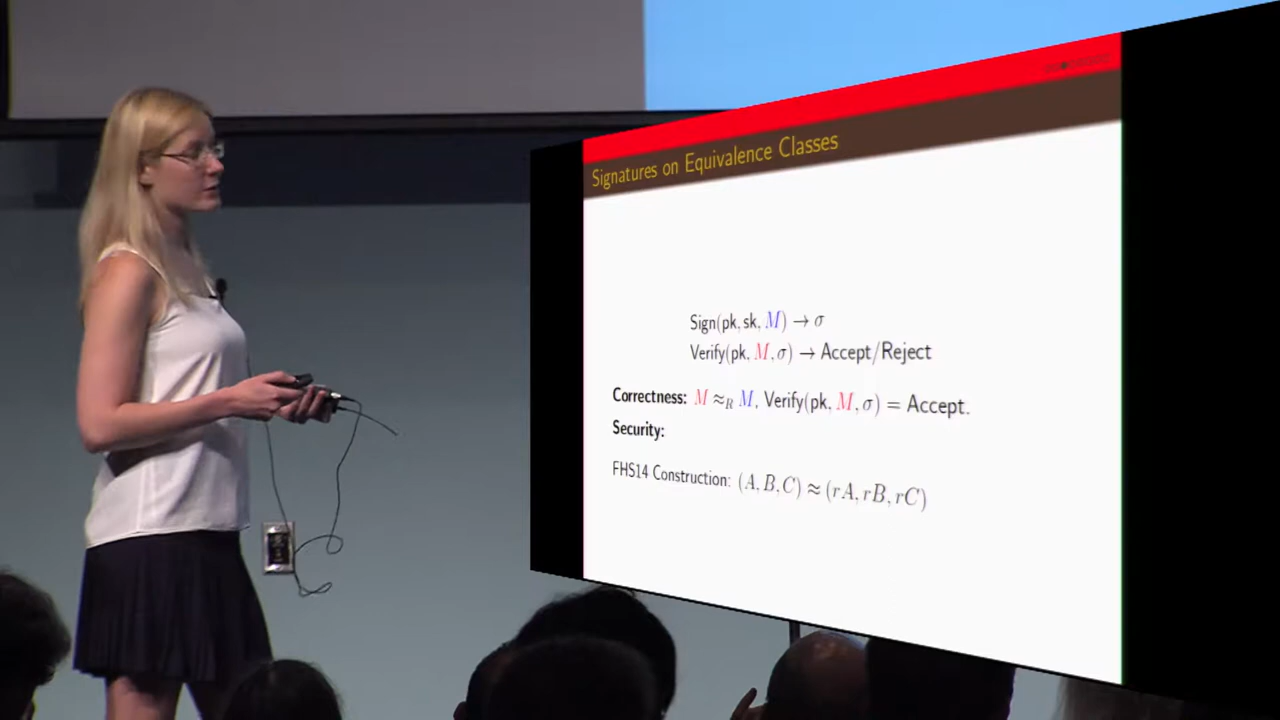 Signatures on Equivalence Classes
Sign(pk, sk, M) → σ
Verify(pk, M, σ) → Accept/Reject
Correctness: M ≈R M, Verify(pk, M, σ) = Accept.
Security:
FHS14 Construction: (A, B, C) ≈ (rA, rB, rC)